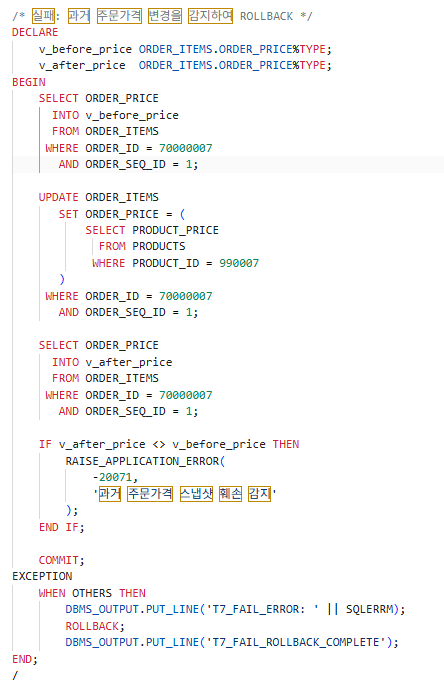 /* 실패: 과거 주문가격 변경을 감지하여 ROLLBACK */
DECLARE
    v_before_price ORDER_ITEMS.ORDER_PRICE%TYPE;
    v_after_price  ORDER_ITEMS.ORDER_PRICE%TYPE;
BEGIN
    SELECT ORDER_PRICE
      INTO v_before_price
      FROM ORDER_ITEMS
     WHERE ORDER_ID = 70000007
       AND ORDER_SEQ_ID = 1;

    UPDATE ORDER_ITEMS
       SET ORDER_PRICE = (
           SELECT PRODUCT_PRICE
             FROM PRODUCTS
            WHERE PRODUCT_ID = 990007
       )
     WHERE ORDER_ID = 70000007
       AND ORDER_SEQ_ID = 1;

    SELECT ORDER_PRICE
      INTO v_after_price
      FROM ORDER_ITEMS
     WHERE ORDER_ID = 70000007
       AND ORDER_SEQ_ID = 1;

    IF v_after_price <> v_before_price THEN
        RAISE_APPLICATION_ERROR(
            -20071,
            '과거 주문가격 스냅샷 훼손 감지'
        );
    END IF;

    COMMIT;
EXCEPTION
    WHEN OTHERS THEN
        DBMS_OUTPUT.PUT_LINE('T7_FAIL_ERROR: ' || SQLERRM);
        ROLLBACK;
        DBMS_OUTPUT.PUT_LINE('T7_FAIL_ROLLBACK_COMPLETE');
END;
/